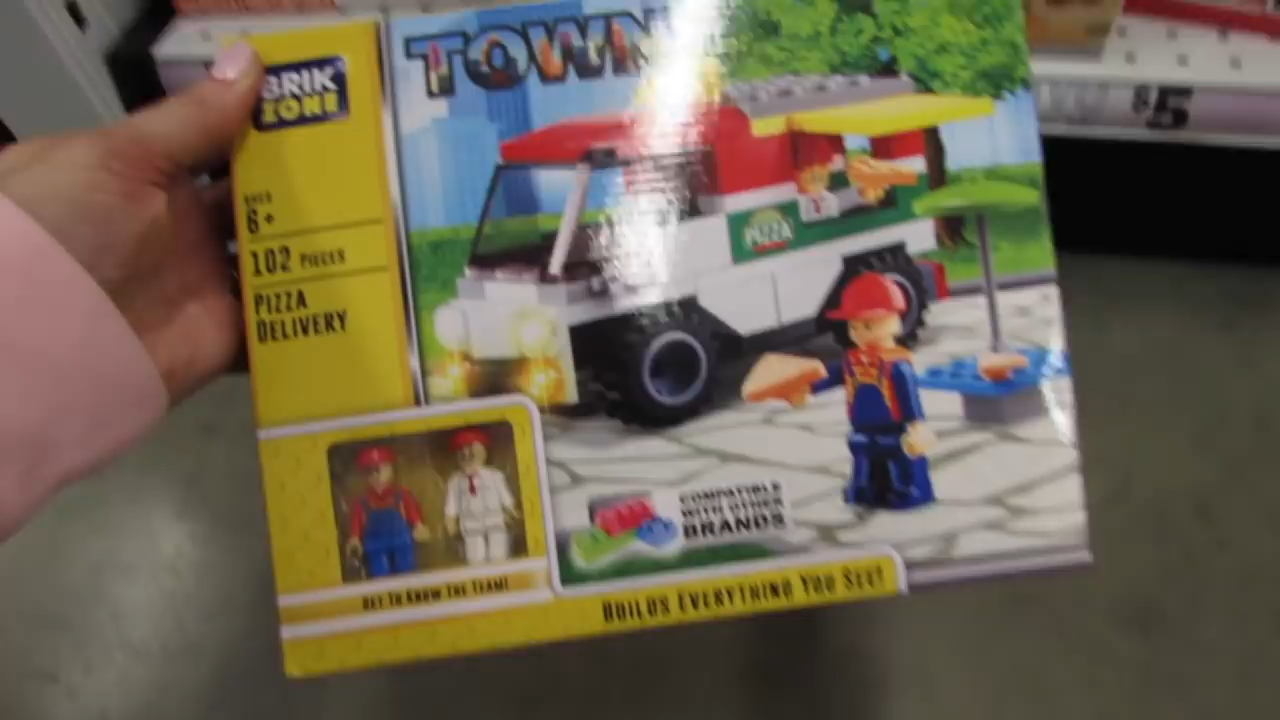 BRIK
ZONE
TOWN
AGES
6+
102 PIECES
PIZZA
DELIVERY
PIZZA
COMPATIBLE
WITH OTHER
BRANDS
GET TO KNOW THE TEAM!
BUILDS EVERYTHING YOU SEE!
$5